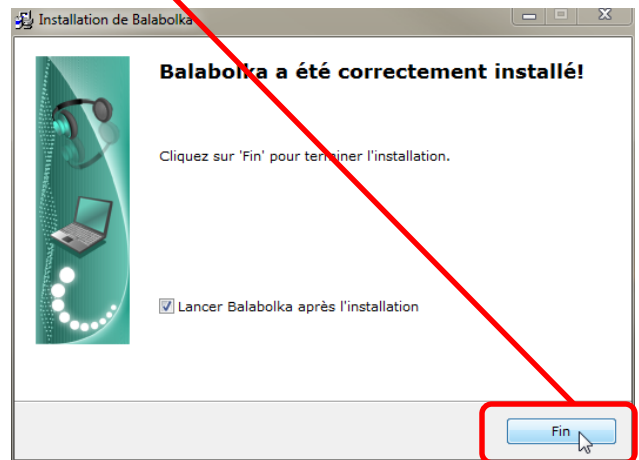 Installation de Balabolka
Balabolka a été correctement installé!
Cliquez sur 'Fin' pour terminer l'installation.
Lancer Balabolka après l'installation
Fin